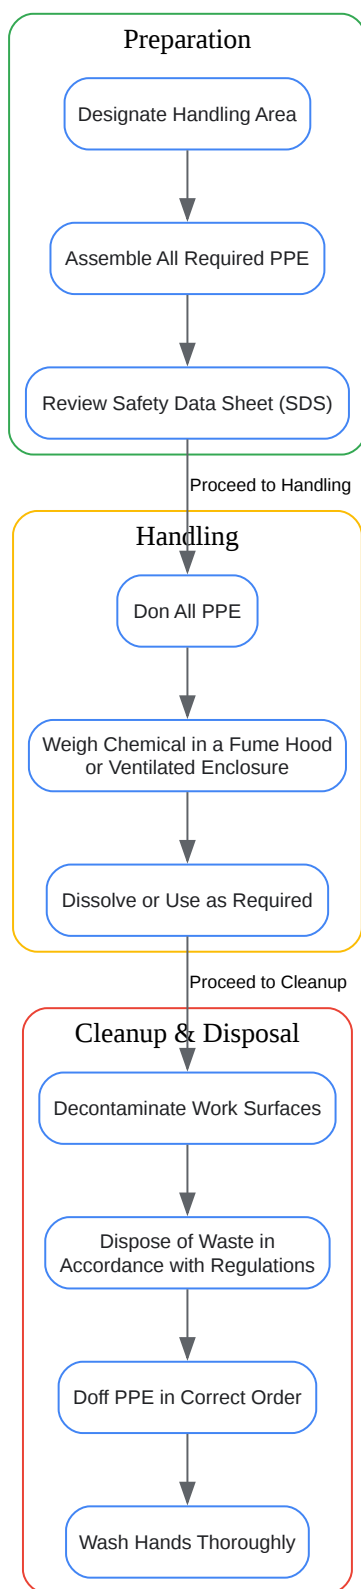 Preparation
Designate Handling Area
Assemble All Required PPE
Review Safety Data Sheet (SDS)
Proceed to Handling
Handling
Don All PPE
Weigh Chemical in a Fume Hood
or Ventilated Enclosure
Dissolve or Use as Required
Proceed to Cleanup
Cleanup & Disposal
Decontaminate Work Surfaces
Dispose of Waste in
Accordance with Regulations
Doff PPE in Correct Order
Wash Hands Thoroughly